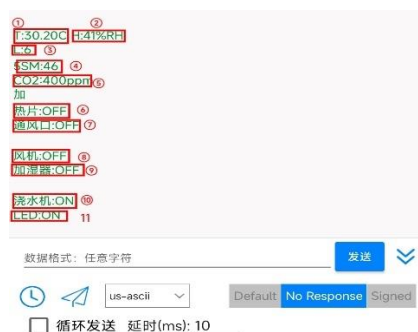 ① ②
T:30.20C H:41%RH
L:6 ③
SSM:46 ④
CO2:400ppm ⑤
加
热片:OFF ⑥
通风口:OFF ⑦
风机:OFF ⑧
加湿器:OFF ⑨
浇水机:ON ⑩
LED:ON 11
数据格式: 任意字符 发送
us-ascii Default No Response Signed
循环发送 延时(ms): 10